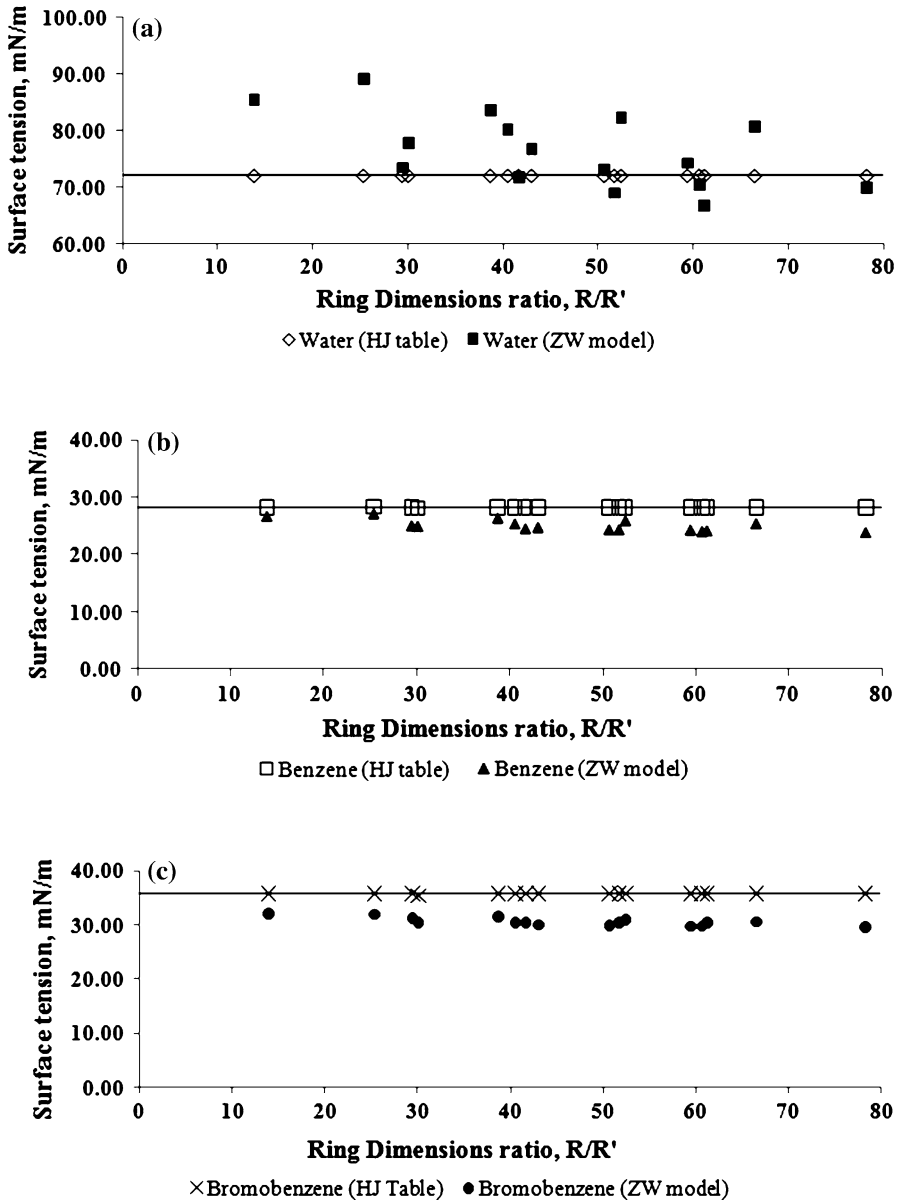 (a)
Surface tension, mN/m
100.00
90.00
80.00
70.00
60.00
0 10 20 30 40 50 60 70 80
Ring Dimensions ratio, R/R'
Water (HJ table) Water (ZW model)
(b)
Surface tension, mN/m
40.00
30.00
20.00
10.00
0.00
0 10 20 30 40 50 60 70 80
Ring Dimensions ratio, R/R'
Benzene (HJ table) Benzene (ZW model)
(c)
Surface tension, mN/m
40.00
30.00
20.00
10.00
0.00
0 10 20 30 40 50 60 70 80
Ring Dimensions ratio, R/R'
Bromobenzene (HJ Table) Bromobenzene (ZW model)